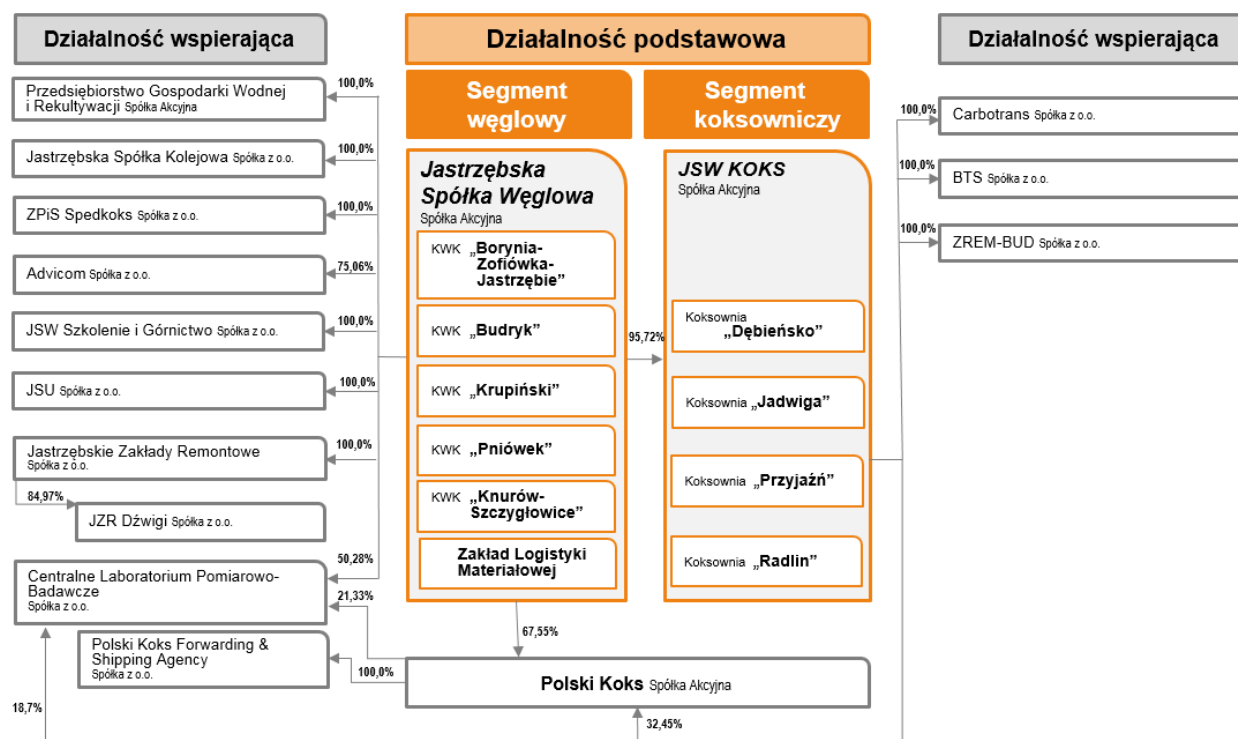 Działalność wspierająca
Działalność podstawowa
Działalność wspierająca
Przedsiębiorstwo Gospodarki Wodnej
i Rekultywacji Spółka Akcyjna
100,0%
Jastrzębska Spółka Kolejowa Spółka z o.o.
100,0%
ZPiS Spedkoks Spółka z o.o.
100,0%
Advicom Spółka z o.o.
75,06%
JSW Szkolenie i Górnictwo Spółka z o.o.
100,0%
JSU Spółka z o.o.
100,0%
Jastrzębskie Zakłady Remontowe
Spółka z o.o.
100,0%
84,97%
JZR Dźwigi Spółka z o.o.
50,28%
Centralne Laboratorium Pomiarowo-
Badawcze
Spółka z o.o.
21,33%
Polski Koks Forwarding &
Shipping Agency
Spółka z o.o.
100,0%
18,7%
Segment
węglowy
Jastrzębska
Spółka Węglowa
Spółka Akcyjna
KWK „Borynia-
Zofiówka-
Jastrzębie”
KWK „Budryk”
KWK „Krupiński”
KWK „Pniówek”
KWK „Knurów-
Szczygłowice”
Zakład Logistyki
Materiałowej
95,72%
67,55%
Segment
koksowniczy
JSW KOKS
Spółka Akcyjna
Koksownia
„Dębieńsko”
Koksownia „Jadwiga”
Koksownia „Przyjaźń”
Koksownia „Radlin”
Polski Koks Spółka Akcyjna
32,45%
100,0%
Carbotrans Spółka z o.o.
100,0%
BTS Spółka z o.o.
100,0%
ZREM-BUD Spółka z o.o.